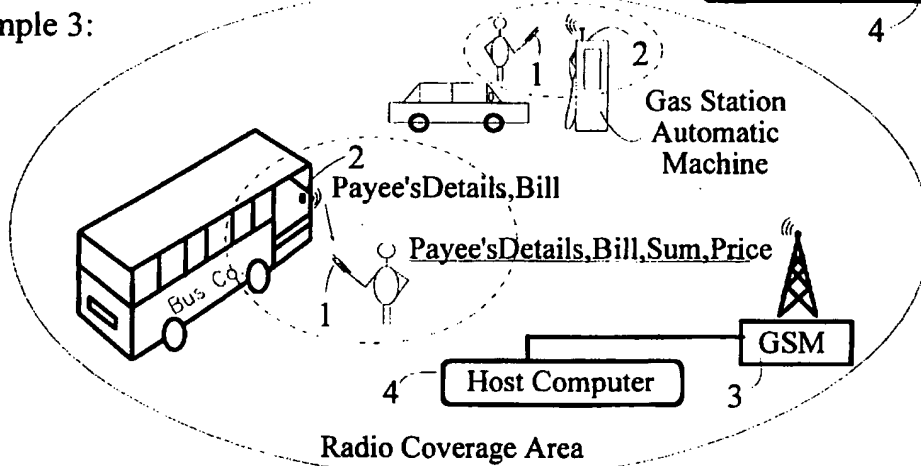 mple 3:
4
1
2
Gas Station
Automatic
Machine
2
Payee'sDetails,Bill
Payee'sDetails,Bill,Sum,Price
Bus Co.
1
GSM
4
Host Computer
3
Radio Coverage Area